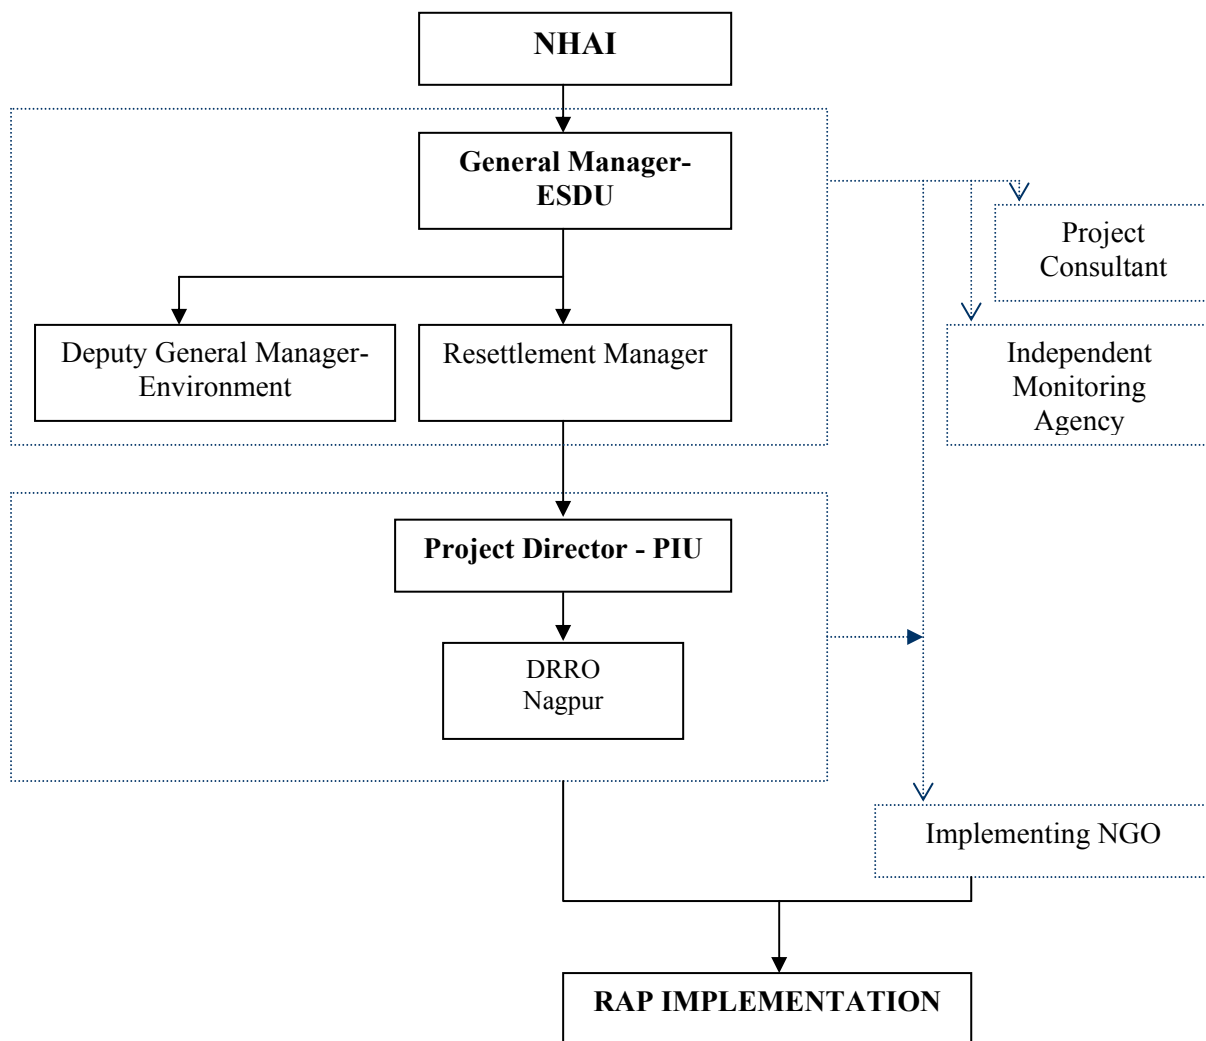 NHAI
General Manager-
ESDU
Project
Consultant
Deputy General Manager-
Environment
Resettlement Manager
Independent
Monitoring
Agency
Project Director - PIU
DRRO
Nagpur
Implementing NGO
RAP IMPLEMENTATION